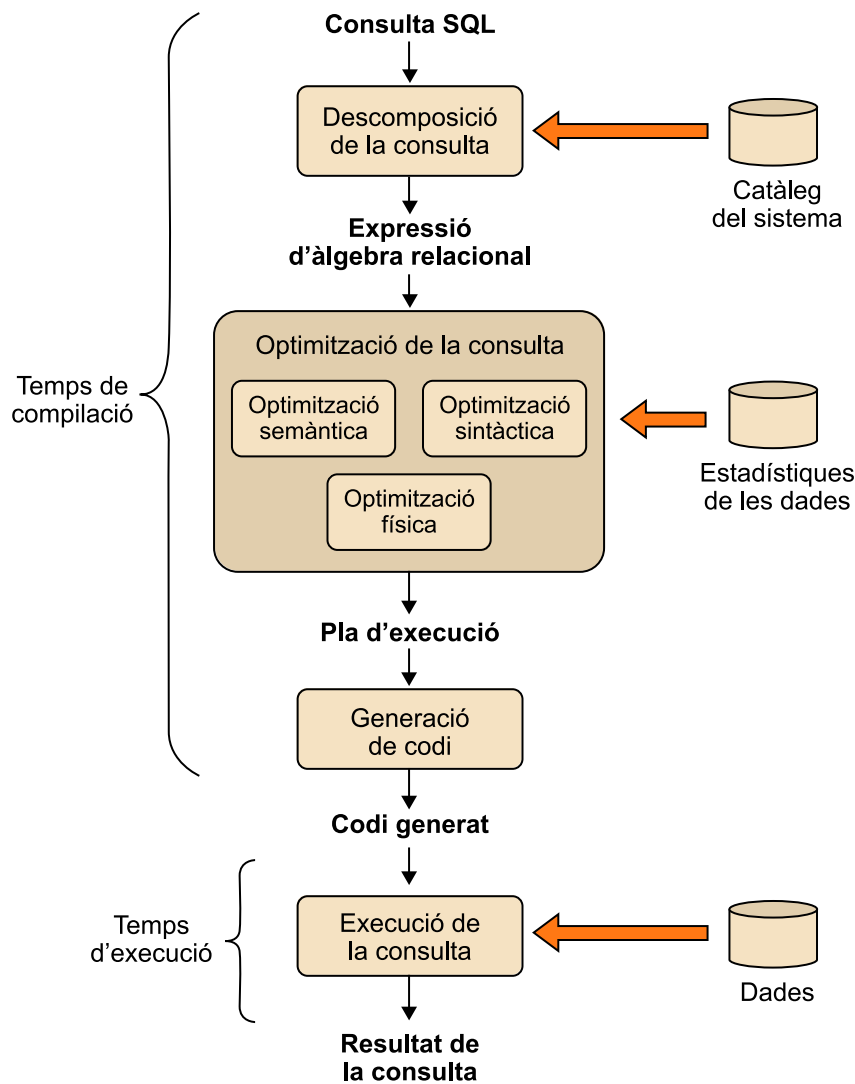 Consulta SQL
Descomposició
de la consulta
Catàleg
del sistema
Expressió
d’àlgebra relacional
Optimització de la consulta
Temps de
compilació
Optimització
semàntica
Optimització
sintàctica
Estadístiques
de les dades
Optimització
física
Pla d’execució
Generació
de codi
Codi generat
Temps
d’execució
Execució de
la consulta
Dades
Resultat de
la consulta